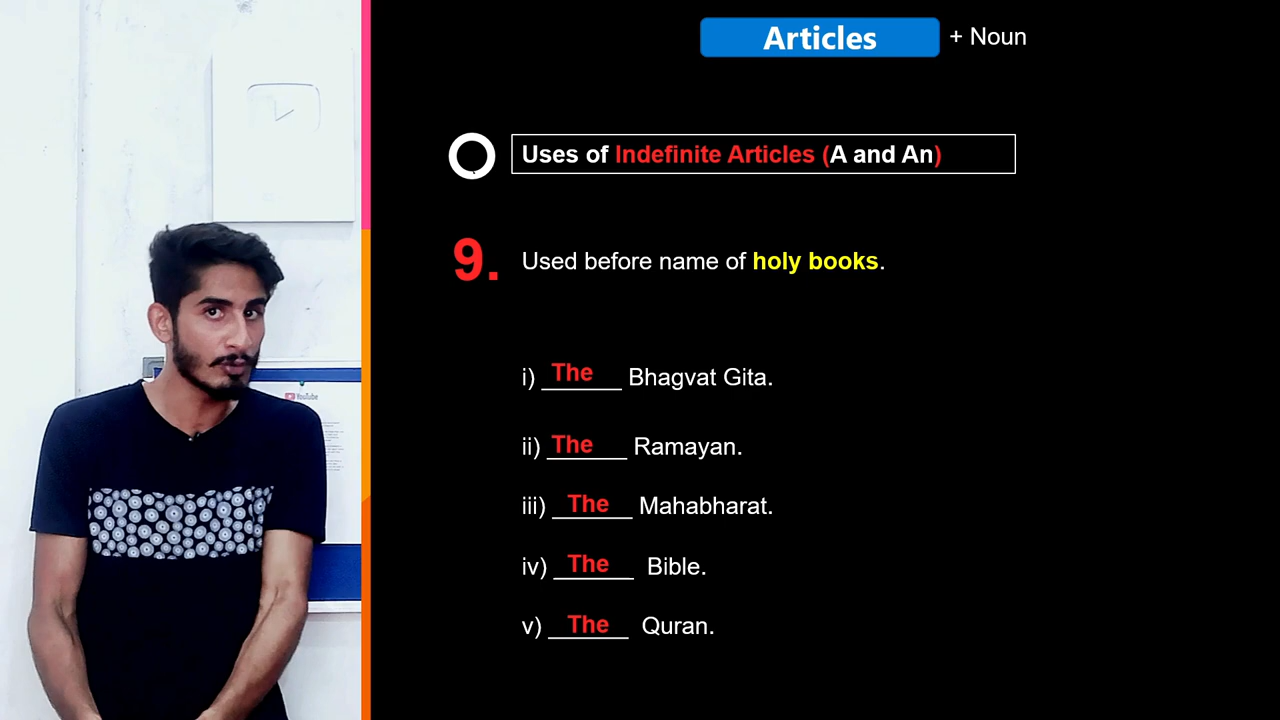 Articles + Noun
Uses of Indefinite Articles (A and An)
9. Used before name of holy books.
i) The Bhagvat Gita.
ii) The Ramayan.
iii) The Mahabharat.
iv) The Bible.
v) The Quran.
YouTube